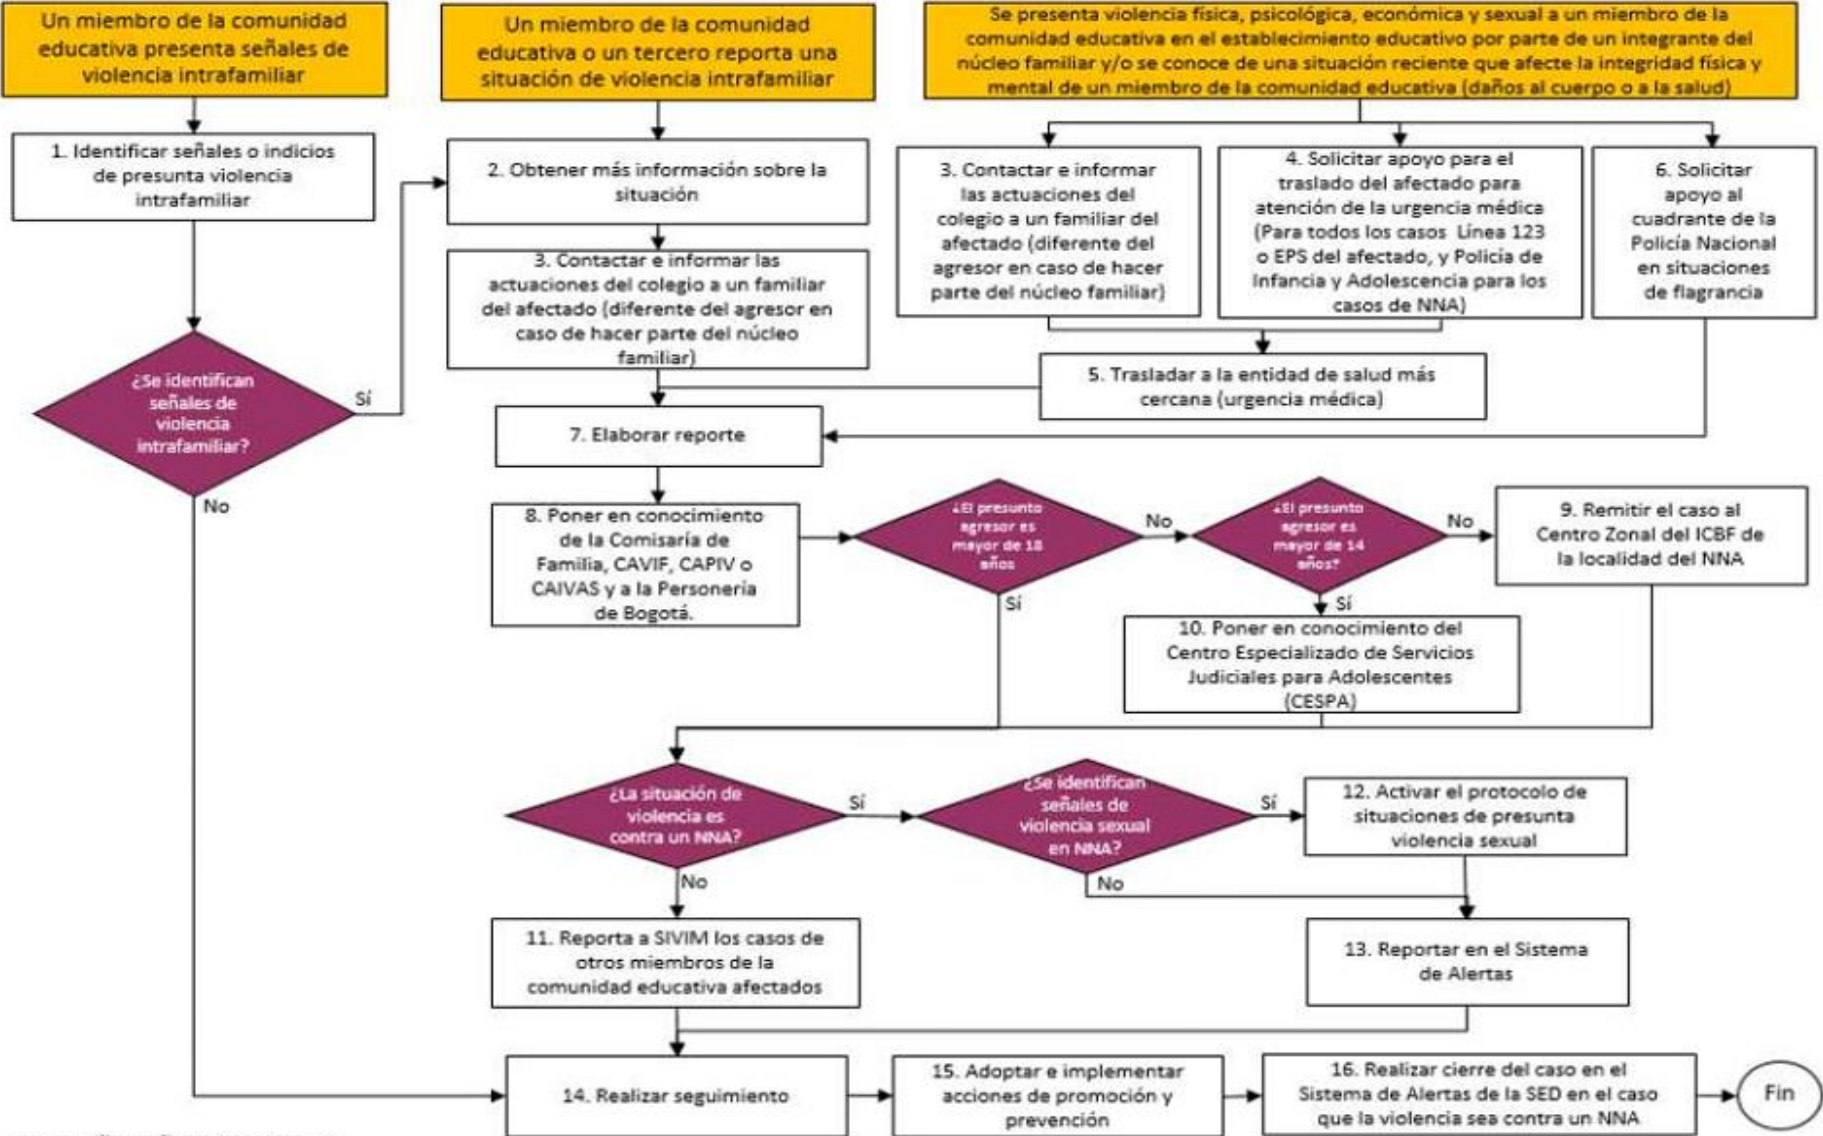 Un miembro de la comunidad
educativa presenta señales de
violencia intrafamiliar
Un miembro de la comunidad
educativa o un tercero reporta una
situación de violencia intrafamiliar
Se presenta violencia física, psicológica, económica y sexual a un miembro de la
comunidad educativa en el establecimiento educativo por parte de un integrante del
núcleo familiar y/o se conoce de una situación reciente que afecte la integridad física y
mental de un miembro de la comunidad educativa (daños al cuerpo o a la salud)
1. Identificar señales o indicios
de presunta violencia
intrafamiliar
2. Obtener más información sobre la
situación
3. Contactar e informar las
actuaciones del colegio a un familiar
del afectado (diferente del agresor en
caso de hacer parte del núcleo
familiar)
3. Contactar e informar
las actuaciones del
colegio a un familiar del
afectado (diferente del
agresor en caso de hacer
parte del núcleo familiar)
4. Solicitar apoyo para el
traslado del afectado para
atención de la urgencia médica
(Para todos los casos Línea 123
o EPS del afectado, y Policía de
Infancia y Adolescencia para los
casos de NNA)
6. Solicitar
apoyo al
cuadrante de la
Policía Nacional
en situaciones
de flagrancia
¿Se identifican
señales de
violencia
intrafamiliar?
Sí
No
5. Trasladar a la entidad de salud más
cercana (urgencia médica)
7. Elaborar reporte
8. Poner en conocimiento
de la Comisaría de
Familia, CAVIF, CAPIV o
CAIVAS y a la Personería
de Bogotá.
¿El presunto
agresor es
mayor de 18
años
No
Sí
¿El presunto
agresor es
mayor de 14
años?
No
Sí
9. Remitir el caso al
Centro Zonal del ICBF de
la localidad del NNA
10. Poner en conocimiento del
Centro Especializado de Servicios
Judiciales para Adolescentes
(CESPA)
¿La situación de
violencia es
contra un NNA?
Sí
No
¿Se identifican
señales de
violencia sexual
en NNA?
Sí
No
12. Activar el protocolo de
situaciones de presunta
violencia sexual
11. Reporta a SIVIM los casos de
otros miembros de la
comunidad educativa afectados
13. Reportar en el Sistema
de Alertas
14. Realizar seguimiento
15. Adoptar e implementar
acciones de promoción y
prevención
16. Realizar cierre del caso en el
Sistema de Alertas de la SED en el caso
que la violencia sea contra un NNA
Fin